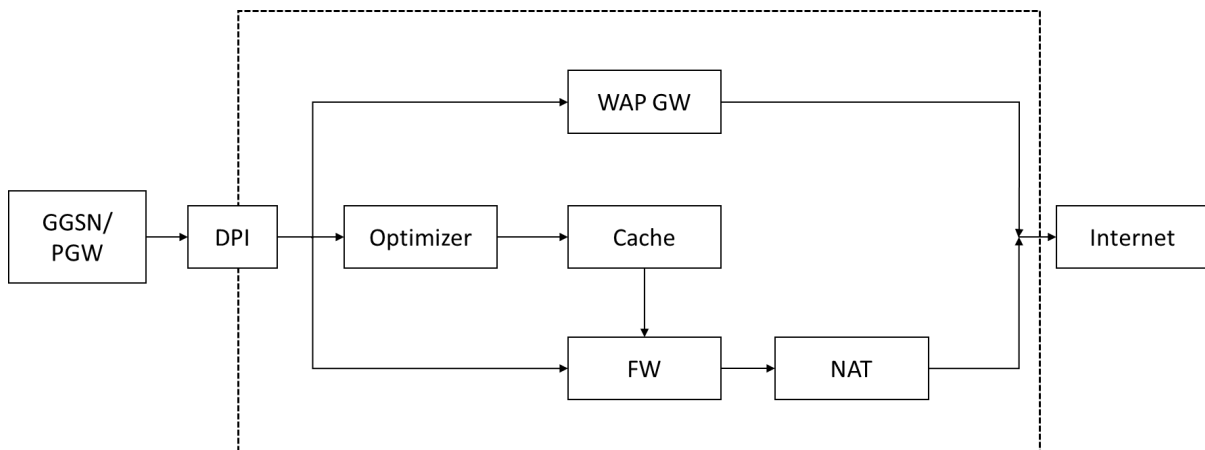 WAP GW
GGSN/
PGW
DPI
Optimizer
Cache
Internet
FW
NAT